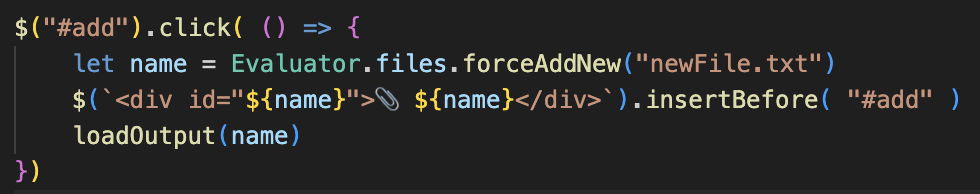 $("#add").click( () => {
    let name = Evaluator.files.forceAddNew("newFile.txt")
    $(`<div id="${name}">📎 ${name}</div>`).insertBefore( "#add" )
    loadOutput(name)
})